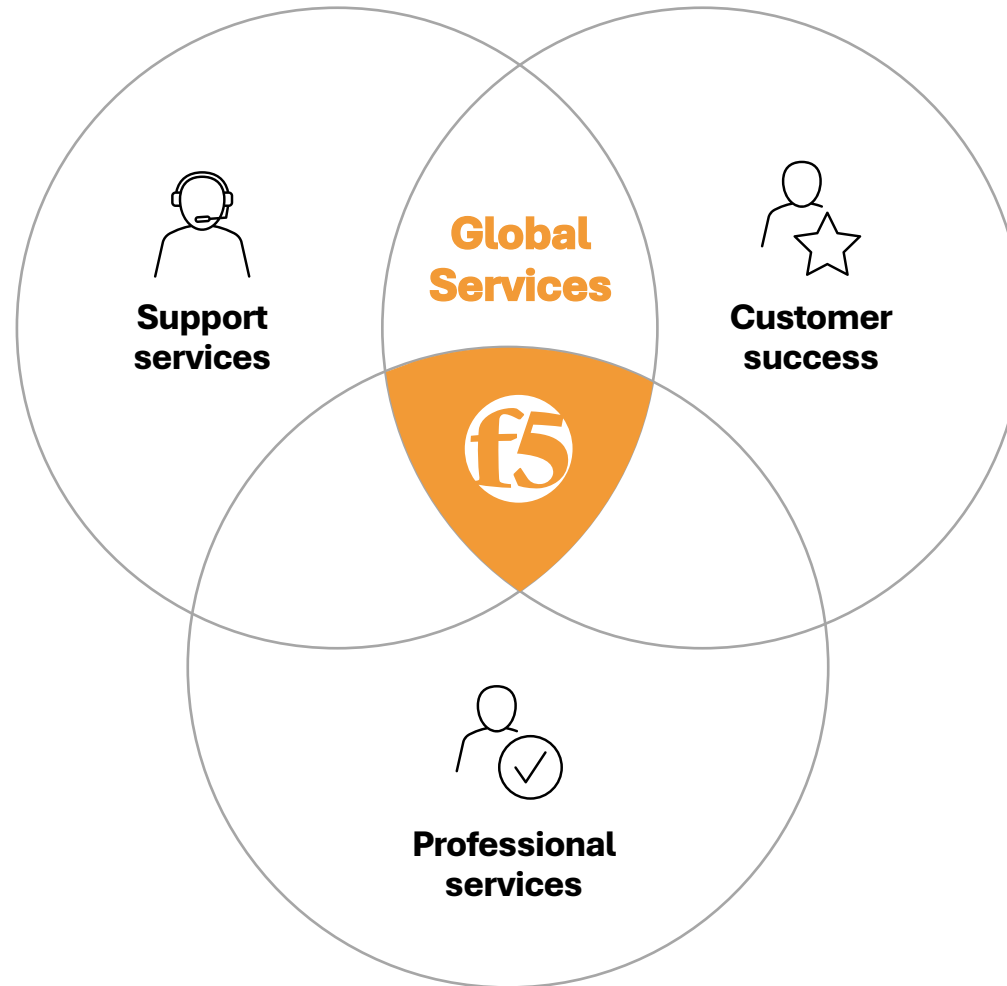 Global
Services
Support
services
Customer
success
f5
Professional
services